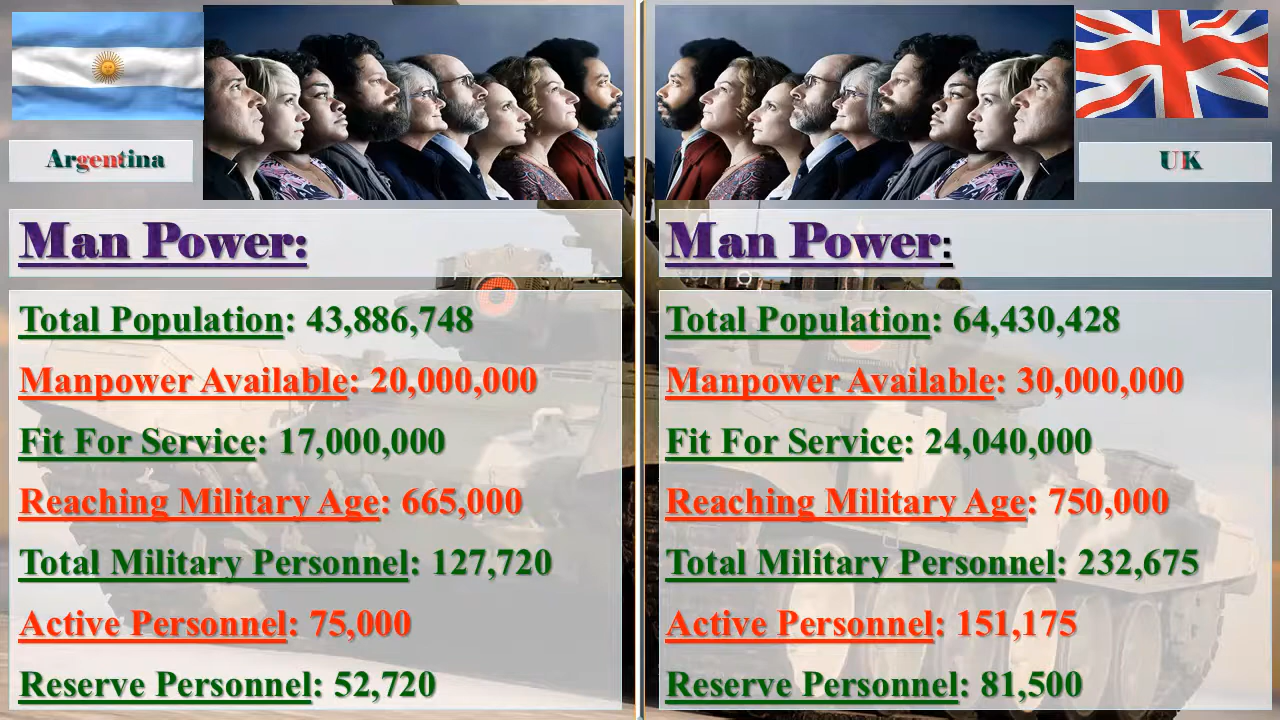 Argentina
Man Power:
Total Population: 43,886,748
Manpower Available: 20,000,000
Fit For Service: 17,000,000
Reaching Military Age: 665,000
Total Military Personnel: 127,720
Active Personnel: 75,000
Reserve Personnel: 52,720
UK
Man Power:
Total Population: 64,430,428
Manpower Available: 30,000,000
Fit For Service: 24,040,000
Reaching Military Age: 750,000
Total Military Personnel: 232,675
Active Personnel: 151,175
Reserve Personnel: 81,500